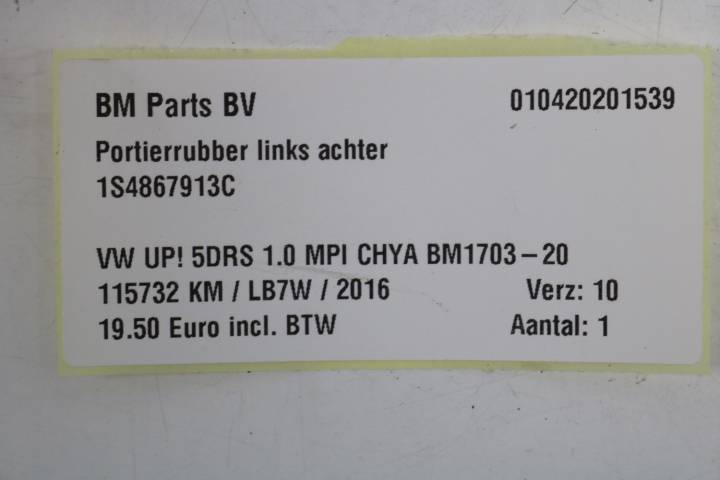 BM Parts BV 010420201539
Portierrubber links achter
1S4867913C
VW UP! 5DRS 1.0 MPI CHYA BM1703-20
115732 KM / LB7W / 2016 Verz: 10
19.50 Euro incl. BTW Aantal: 1